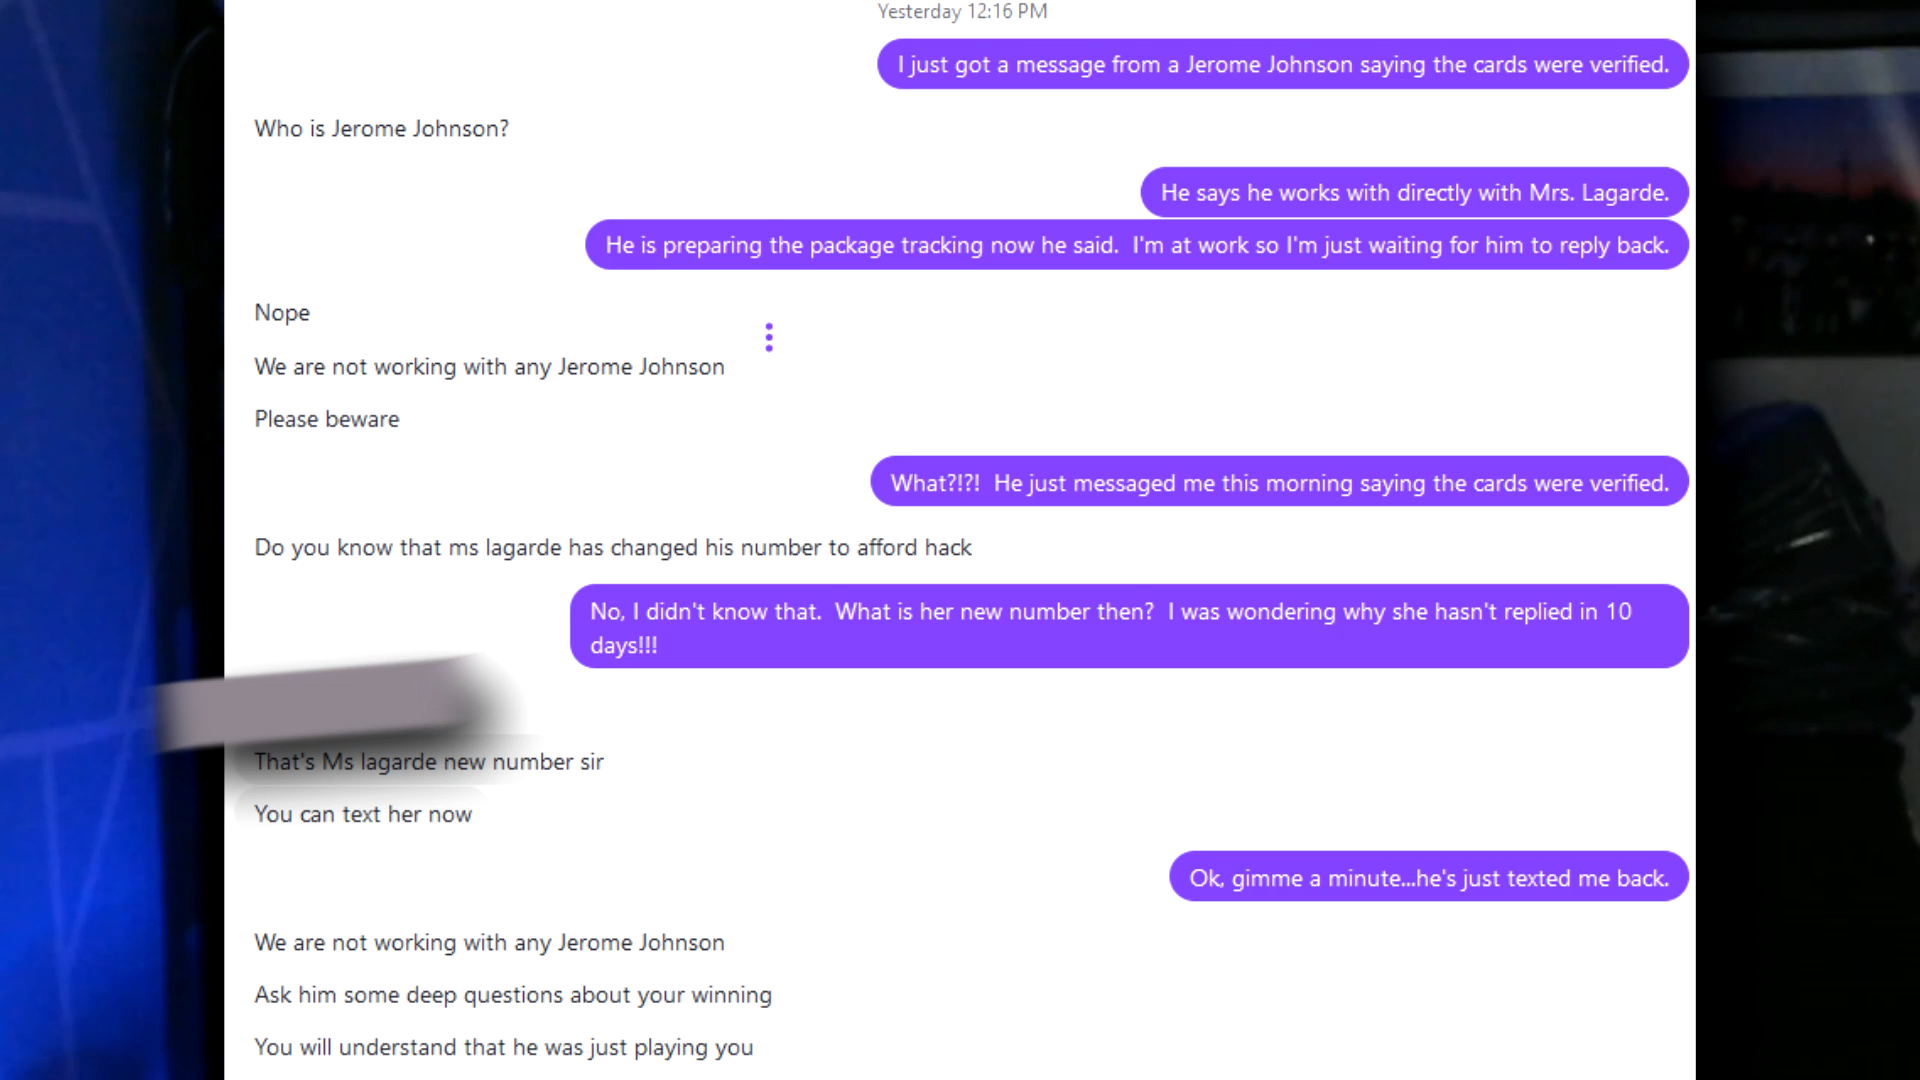 Yesterday 12:16 PM
I just got a message from a Jerome Johnson saying the cards were verified.
Who is Jerome Johnson?
He says he works with directly with Mrs. Lagarde.
He is preparing the package tracking now he said.  I'm at work so I'm just waiting for him to reply back.
Nope
We are not working with any Jerome Johnson
Please beware
What?!?!  He just messaged me this morning saying the cards were verified.
Do you know that ms lagarde has changed his number to afford hack
No, I didn't know that.  What is her new number then?  I was wondering why she hasn't replied in 10
days!!!
That's Ms lagarde new number sir
You can text her now
Ok, gimme a minute...he's just texted me back.
We are not working with any Jerome Johnson
Ask him some deep questions about your winning
You will understand that he was just playing you